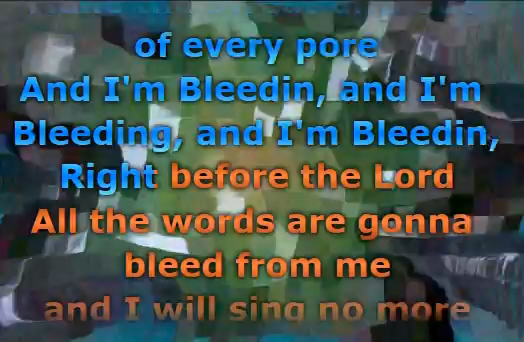 of every pore
And I'm Bleedin, and I'm
Bleeding, and I'm Bleedin,
Right before the Lord
All the words are gonna
bleed from me
and I will sing no more